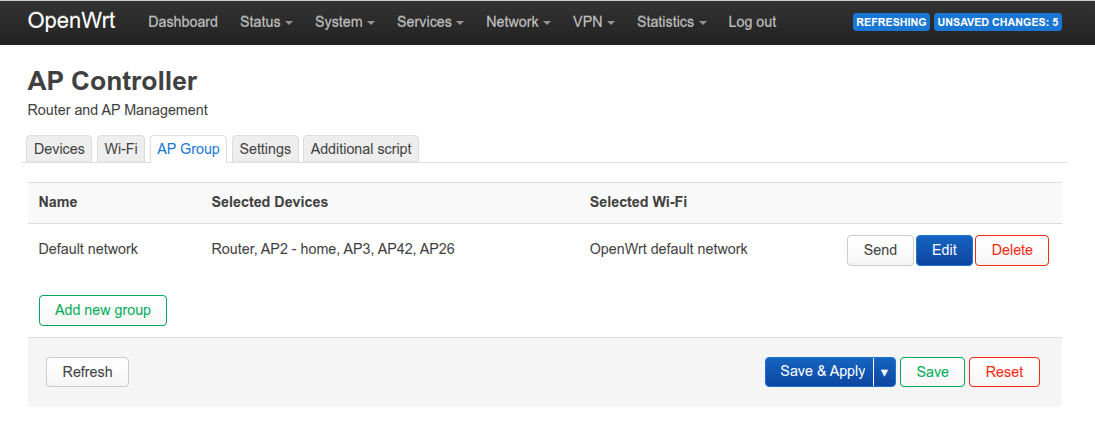 OpenWrt Dashboard Status System Services Network VPN Statistics Log out REFRESHING UNSAVED CHANGES: 5
AP Controller
Router and AP Management
Devices Wi-Fi AP Group Settings Additional script
Name Selected Devices Selected Wi-Fi
Default network Router, AP2 - home, AP3, AP42, AP26 OpenWrt default network Send Edit Delete
Add new group
Refresh Save & Apply Save Reset